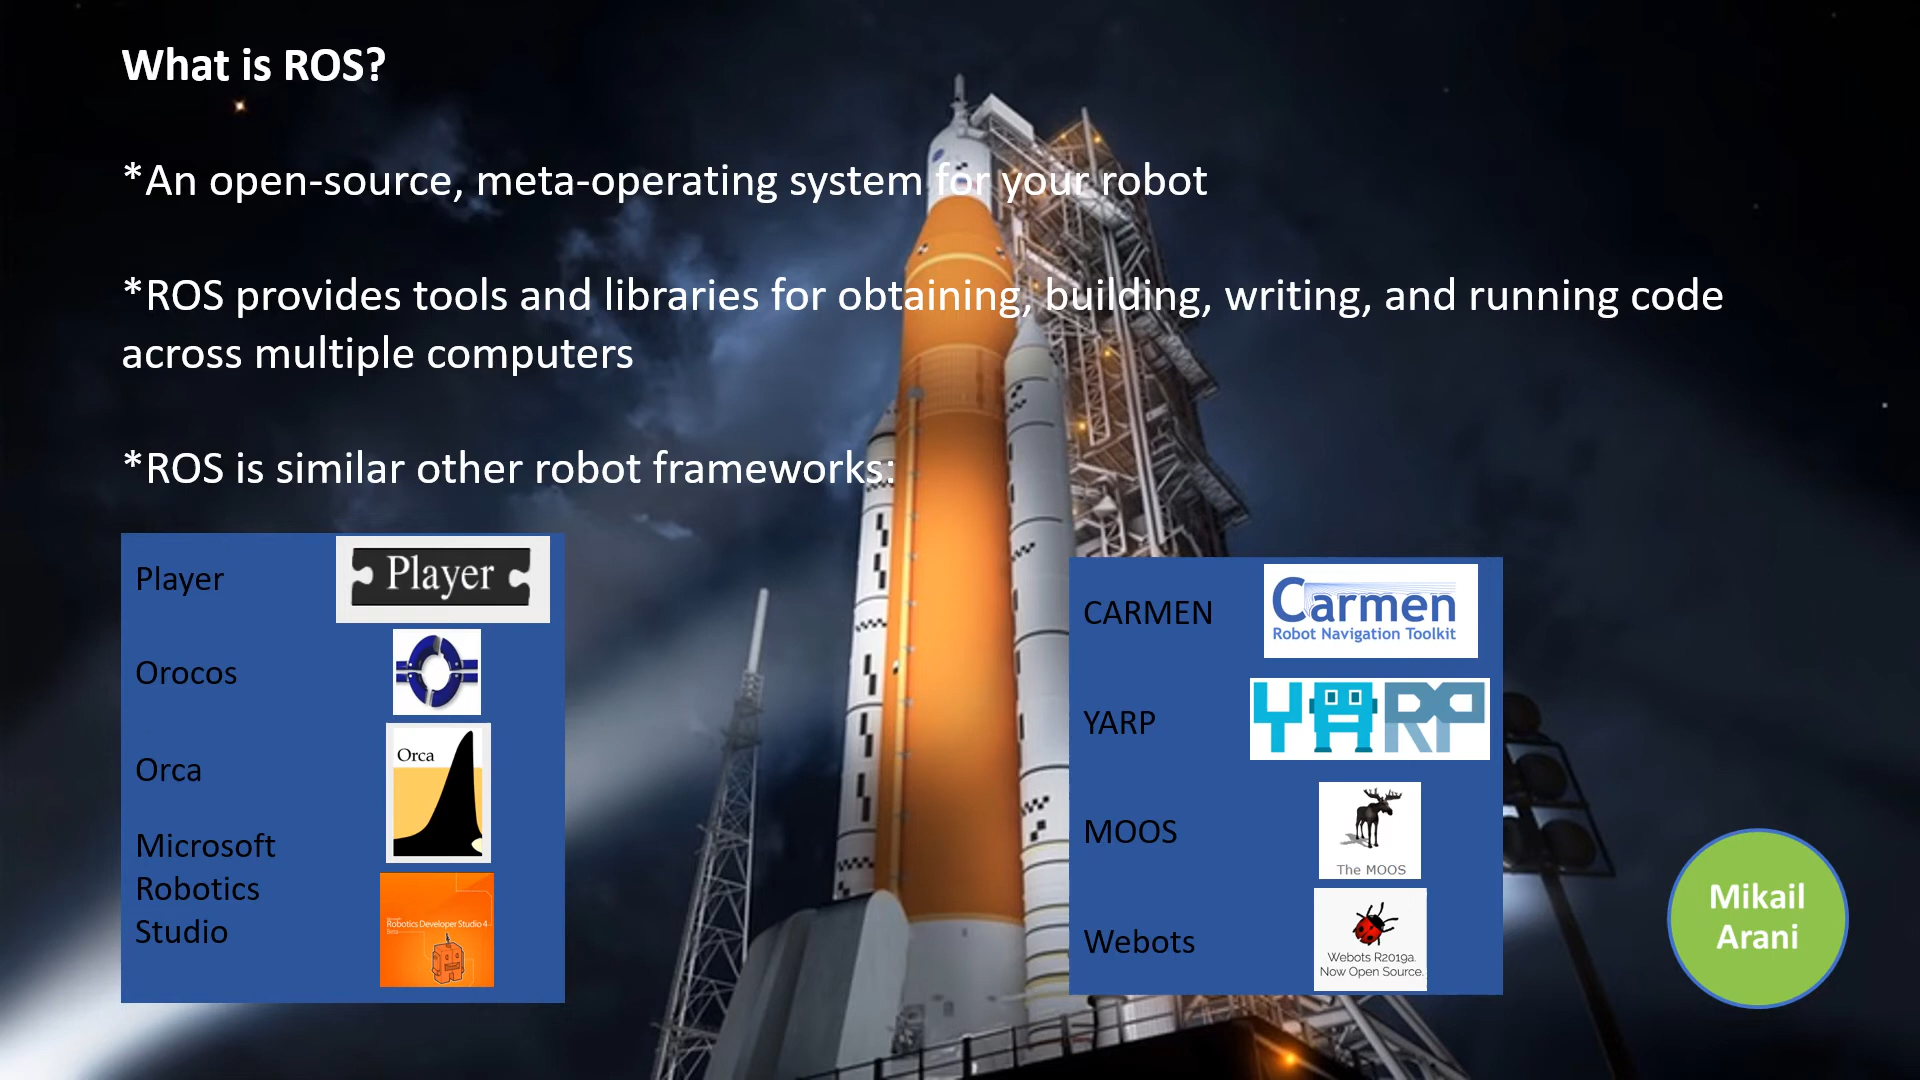 What is ROS?
*An open-source, meta-operating system for your robot
*ROS provides tools and libraries for obtaining, building, writing, and running code
across multiple computers
*ROS is similar other robot frameworks:
Player
Player
Orocos
Orca
Orca
Microsoft
Robotics
Studio
Robotics Developer Studio 4
Beta
CARMEN
Carmen
Robot Navigation Toolkit
YARP
YARP
MOOS
The MOOS
Webots
Webots R2019a.
Now Open Source.
Mikail
Arani